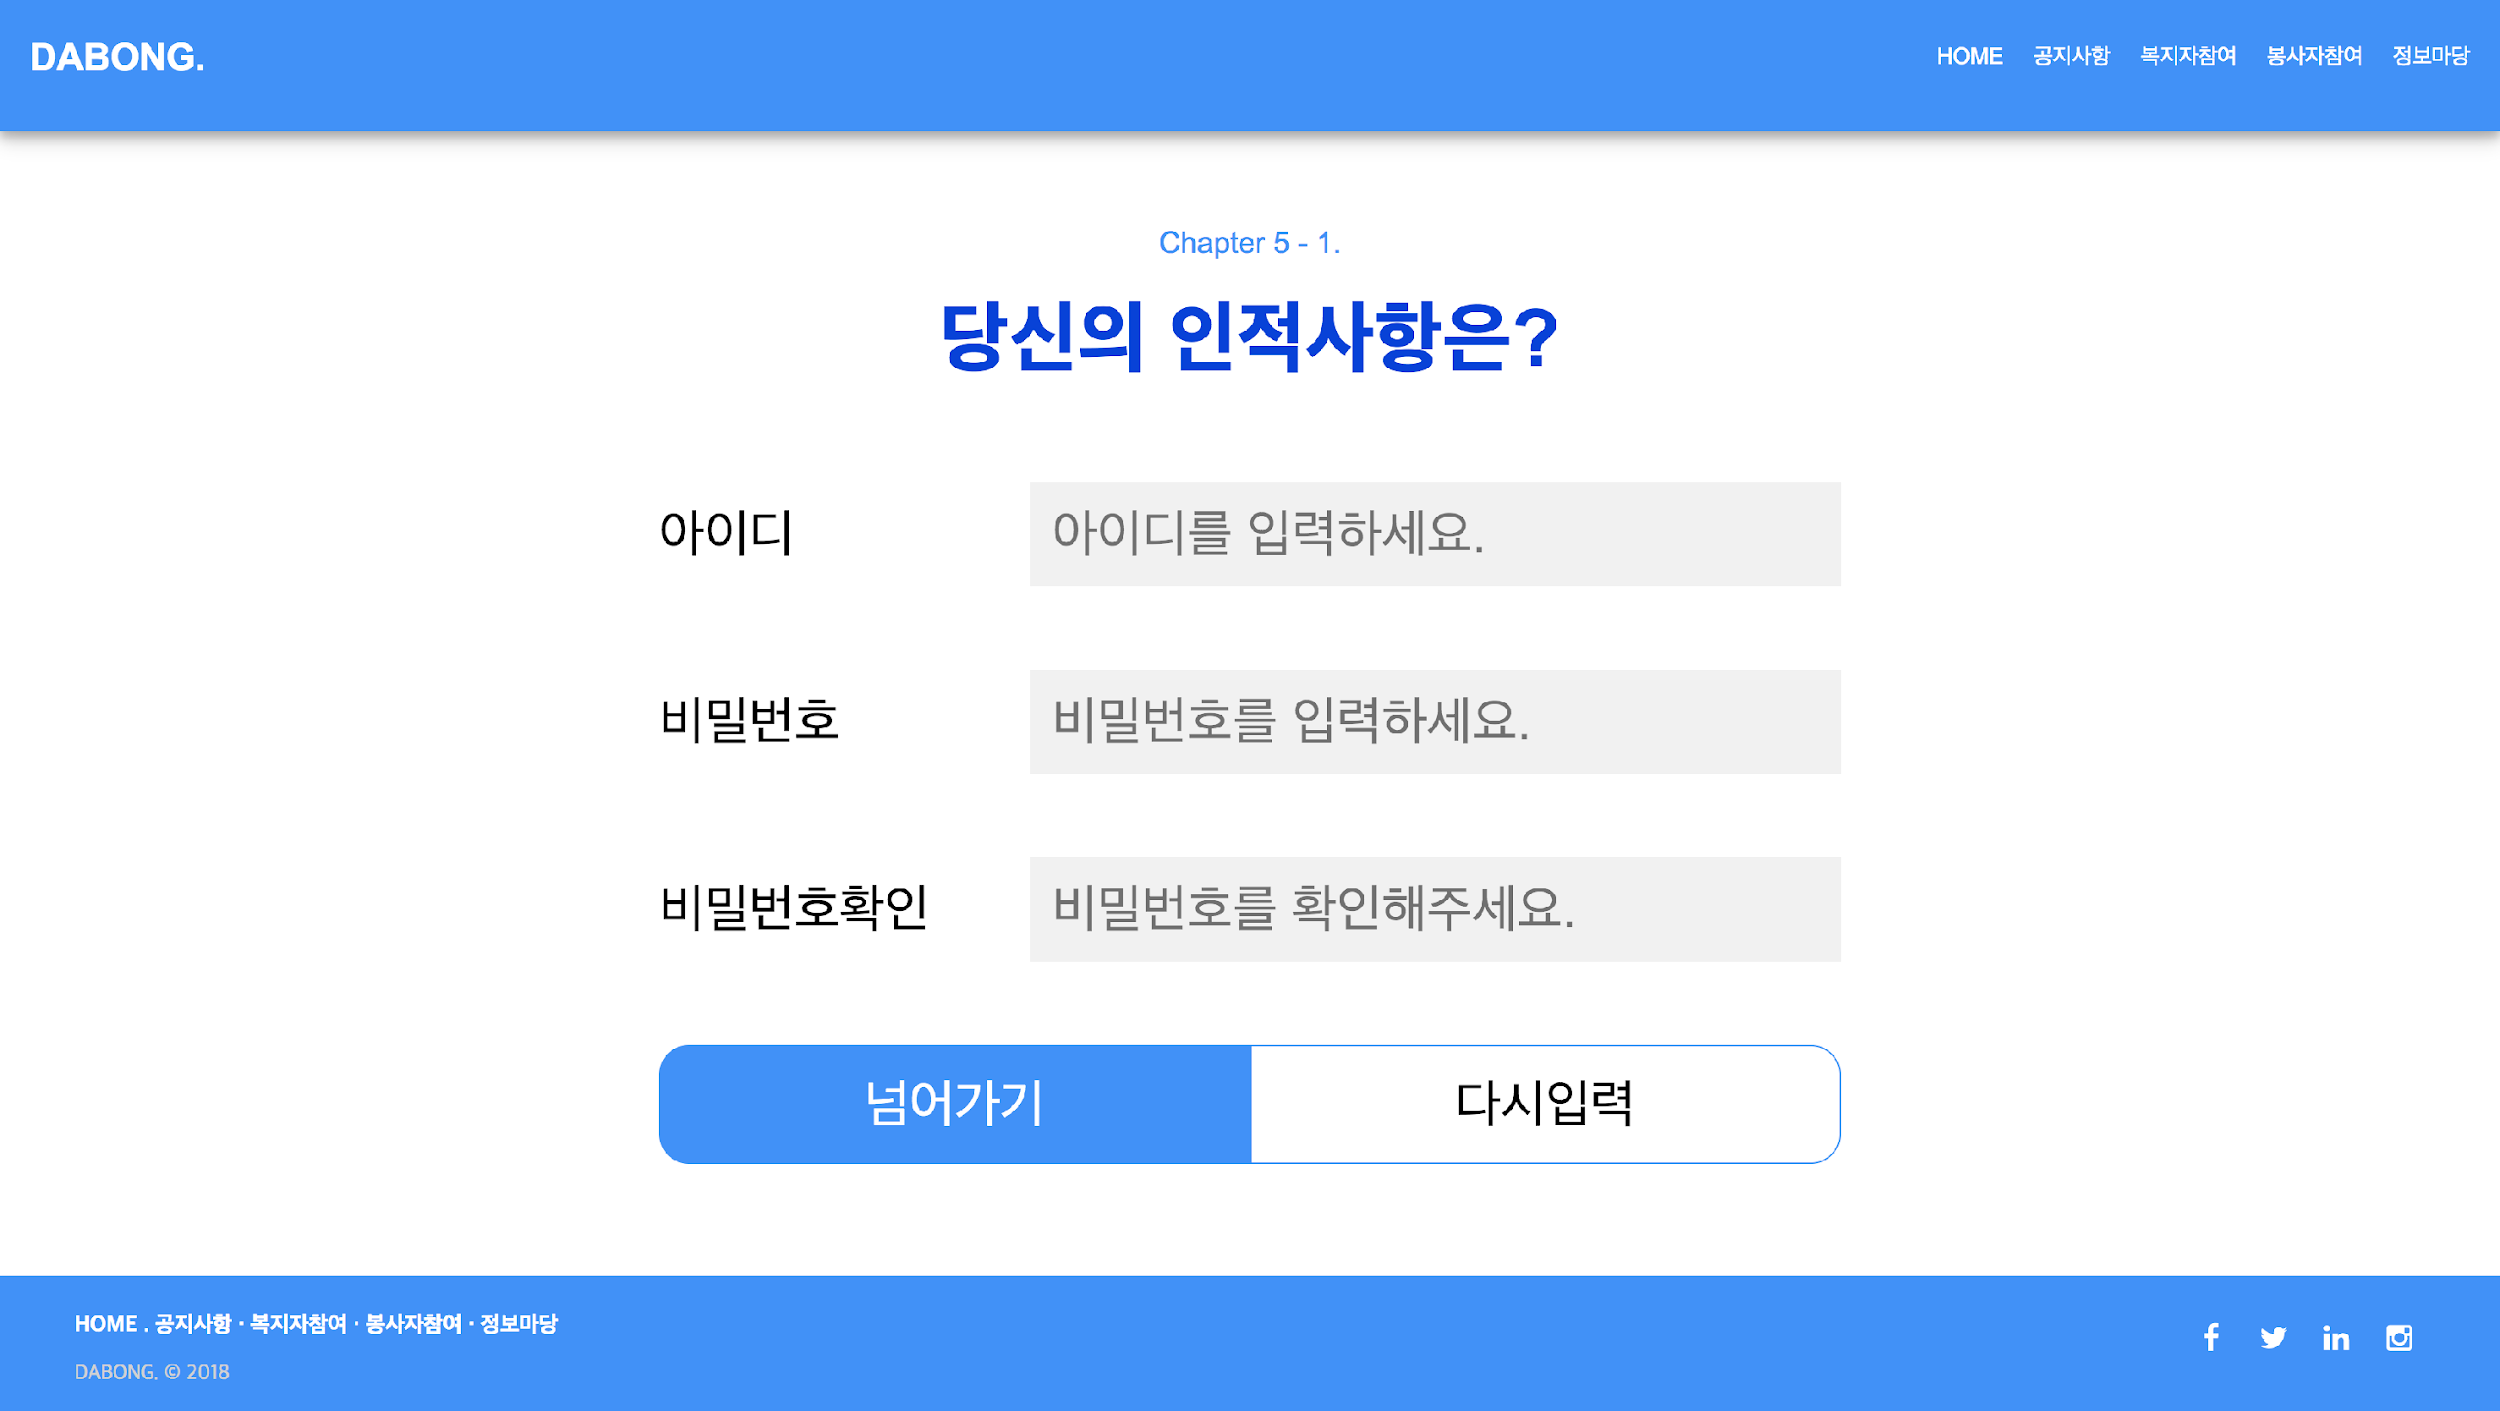 DABONG.
HOME 공지사항 복지자참여 봉사자참여 정보마당
Chapter 5 - 1.
당신의 인적사항은?
아이디 아이디를 입력하세요.
비밀번호 비밀번호를 입력하세요.
비밀번호확인 비밀번호를 확인해주세요.
넘어가기 다시입력
HOME . 공지사항 · 복지자참여 · 봉사자참여 · 정보마당
DABONG. © 2018